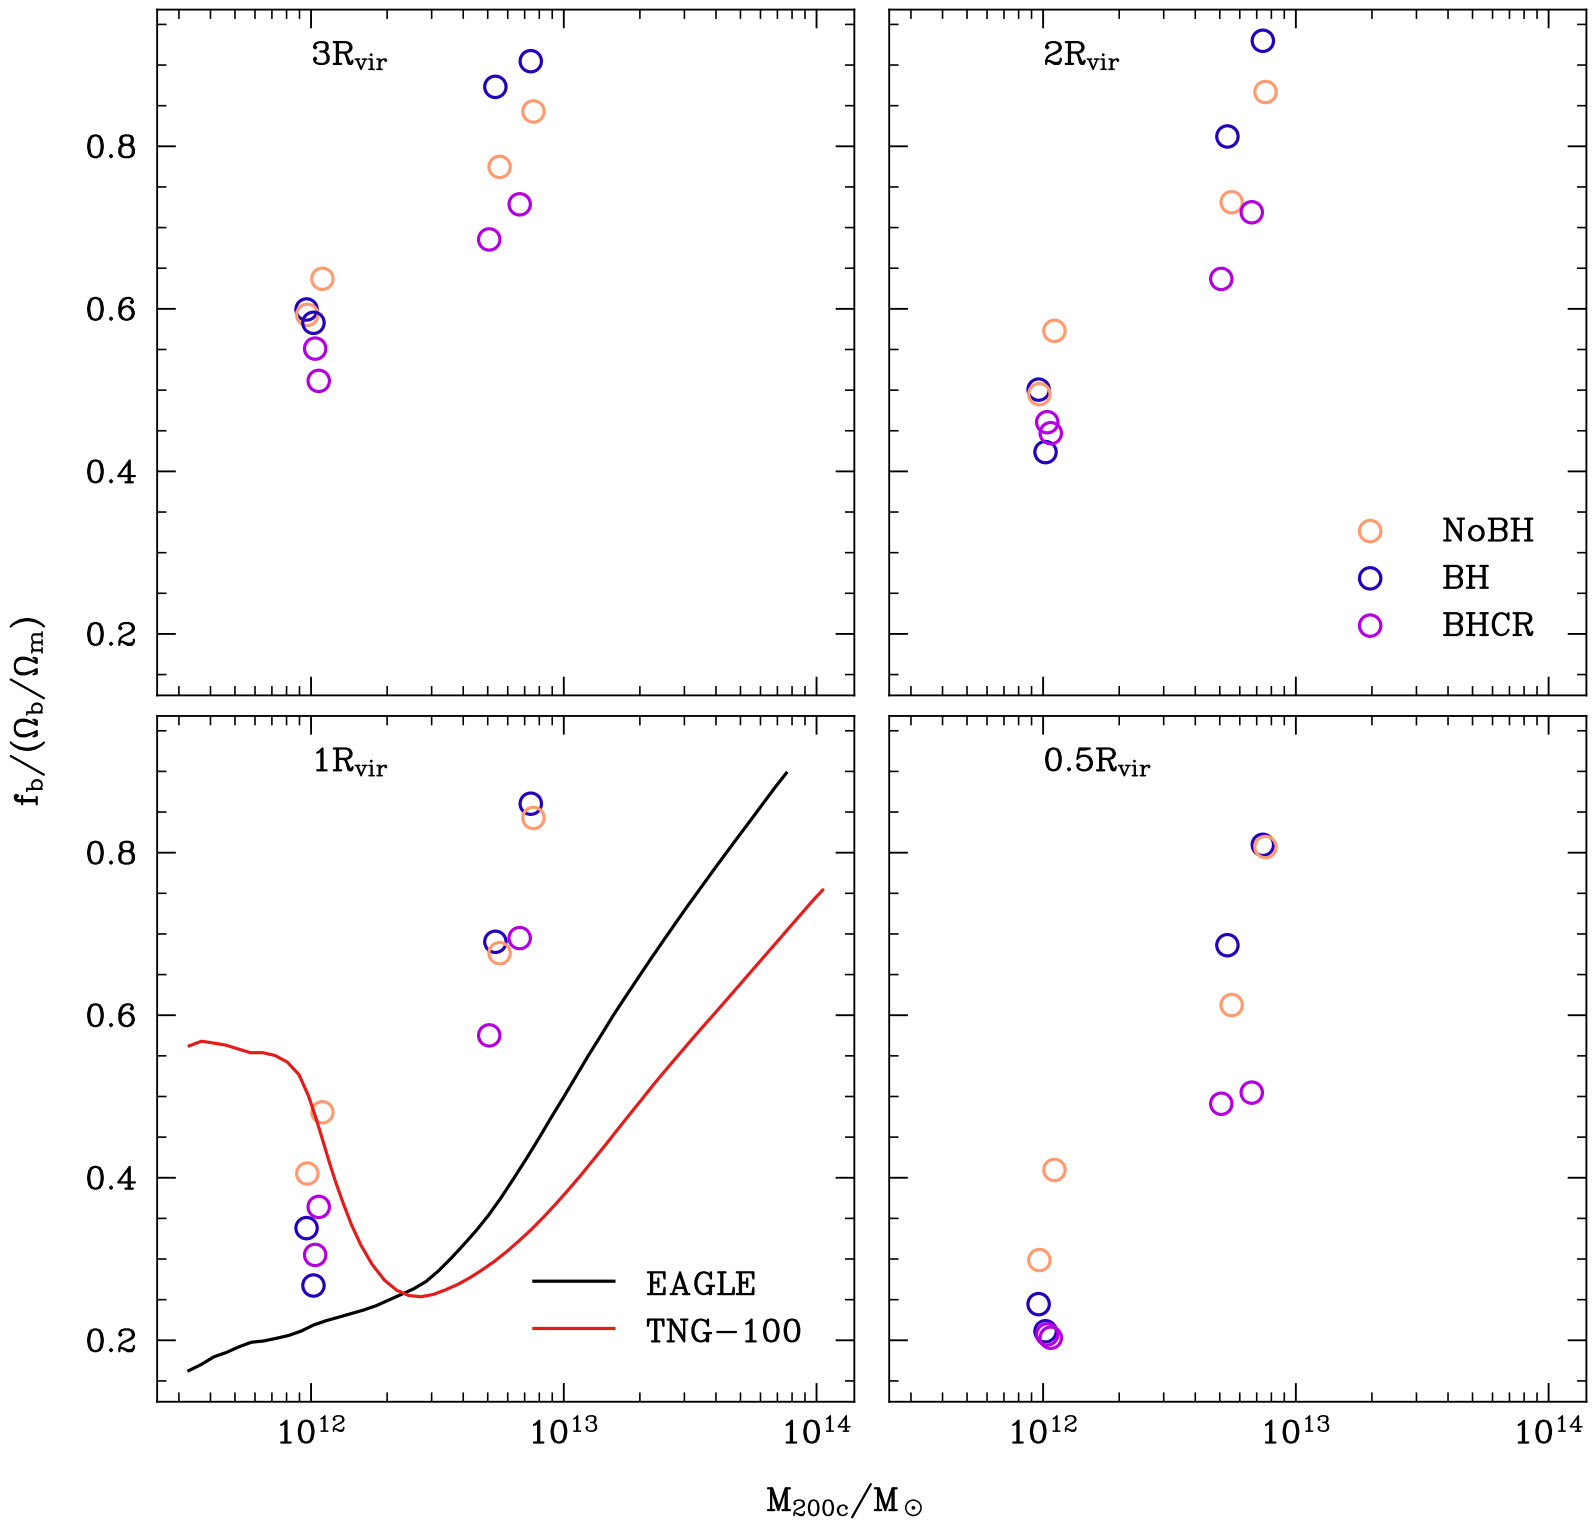 3R_vir
2R_vir
0.8
0.6
0.4
0.2
NoBH
BH
BHCR
f_b/(Ω_b/Ω_m)
1R_vir
0.5R_vir
0.8
0.6
0.4
0.2
EAGLE
TNG−100
10^12 10^13 10^14
10^12 10^13 10^14
M_200c/M_⊙